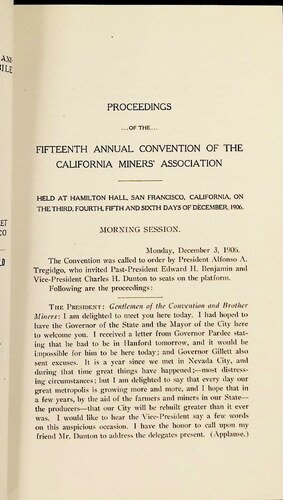 PROCEEDINGS
...OF THE...
FIFTEENTH ANNUAL CONVENTION OF THE
CALIFORNIA MINERS' ASSOCIATION
HELD AT HAMILTON HALL, SAN FRANCISCO, CALIFORNIA, ON
THE THIRD, FOURTH, FIFTH AND SIXTH DAYS OF DECEMBER, 1906.
MORNING SESSION.
Monday, December 3, 1906.
The Convention was called to order by President Alfonso A.
Tregidgo, who invited Past-President Edward H. Benjamin and
Vice-President Charles H. Dunton to seats on the platform.
Following are the proceedings:
THE PRESIDENT: Gentlemen of the Convention and Brother
Miners: I am delighted to meet you here today. I had hoped to
have the Governor of the State and the Mayor of the City here
to welcome you. I received a letter from Governor Pardee stat-
ing that he had to be in Hanford tomorrow, and it would be
impossible for him to be here today; and Governor Gillett also
sent excuses. It is a year since we met in Nevada City, and
during that time great things have happened;—most distress-
ing circumstances; but I am delighted to say that every day our
great metropolis is growing more and more, and I hope that in
a few years, by the aid of the farmers and miners in our State—
the producers—that our City will be rebuilt greater than it ever
was. I would like to hear the Vice-President say a few words
on this auspicious occasion. I have the honor to call upon my
friend Mr. Dunton to address the delegates present. (Applause.)